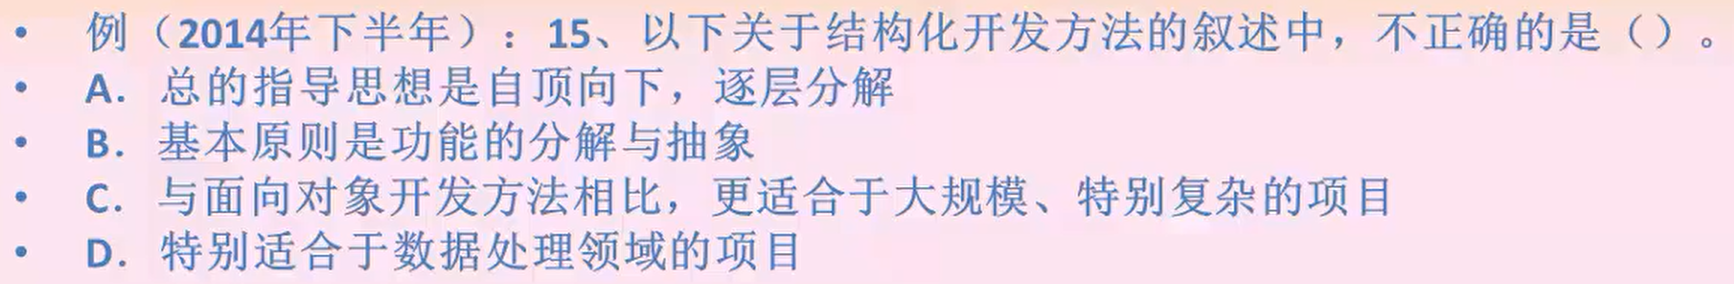 • 例（2014年下半年）：15、以下关于结构化开发方法的叙述中，不正确的是（）。
• A. 总的指导思想是自顶向下，逐层分解
• B. 基本原则是功能的分解与抽象
• C. 与面向对象开发方法相比，更适合于大规模、特别复杂的项目
• D. 特别适合于数据处理领域的项目